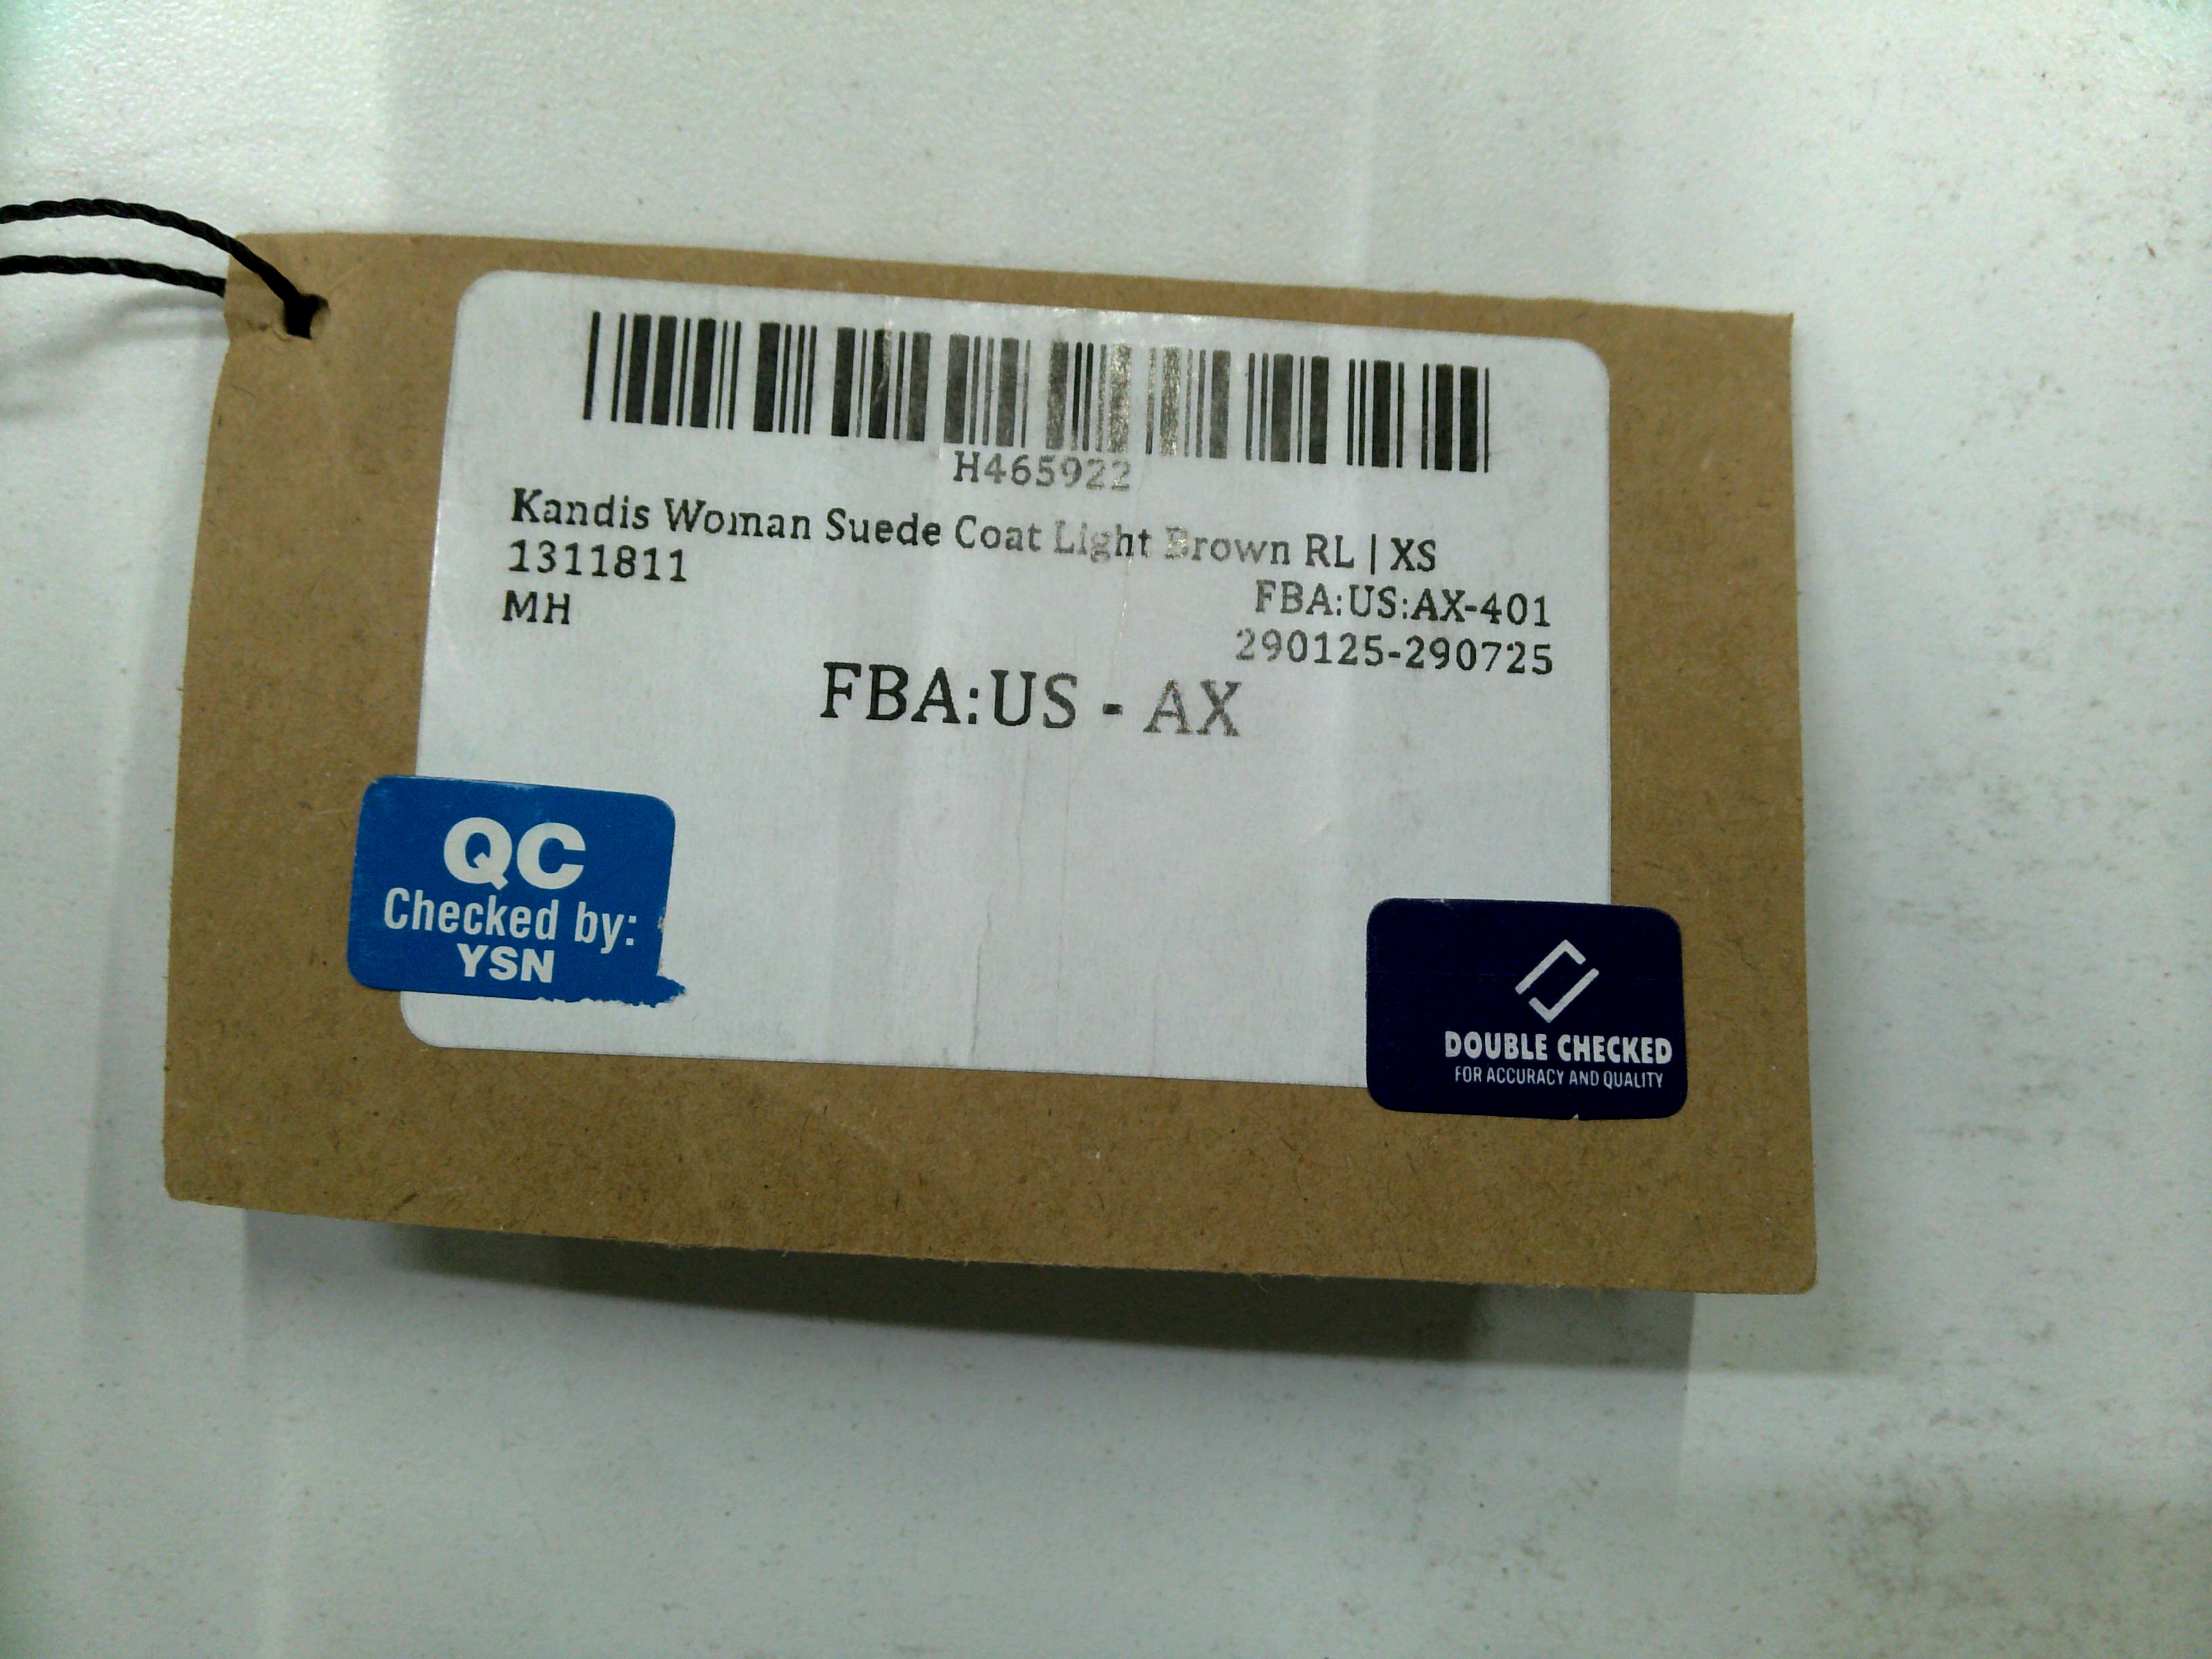 H465922
Kandis Woman Suede Coat Light Brown RL | XS
1311811
FBA:US:AX-401
MH
290125-290725
FBA:US - AX
QC
Checked by:
YSN
DOUBLE CHECKED
FOR ACCURACY AND QUALITY